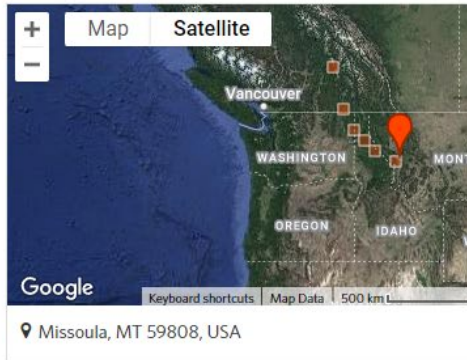 + Map Satellite
−
Vancouver
WASHINGTON MONT
OREGON IDAHO
Google Keyboard shortcuts Map Data 500 km
Missoula, MT 59808, USA